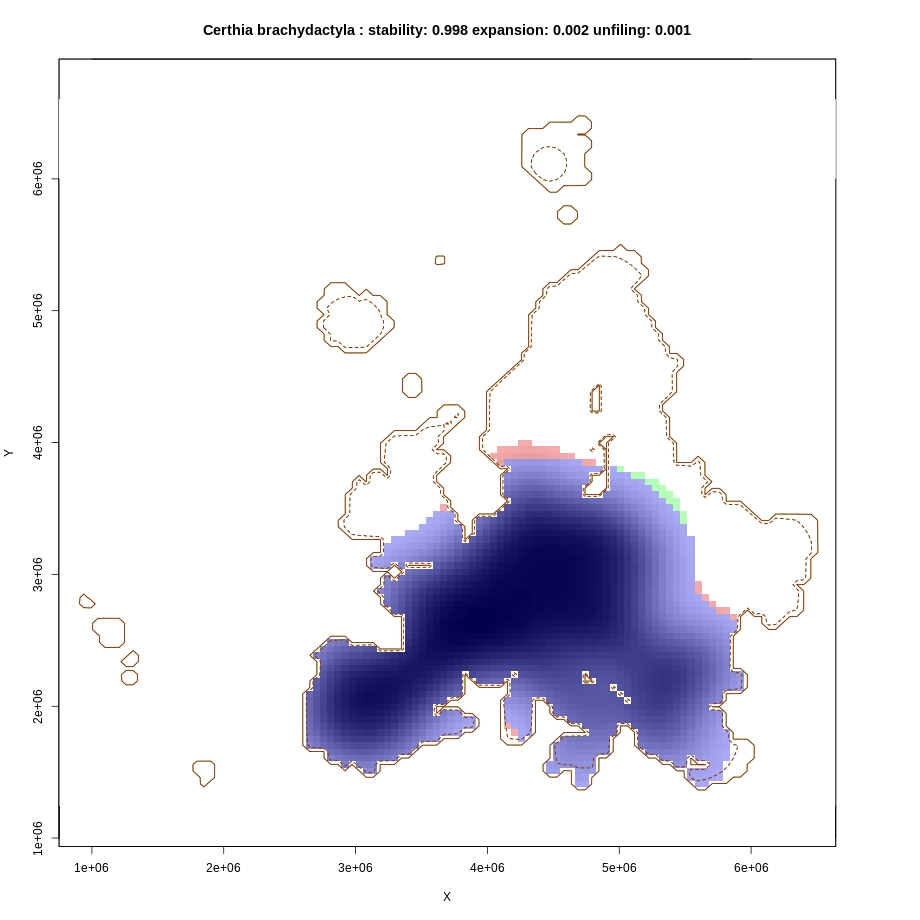 Certhia brachydactyla : stability: 0.998 expansion: 0.002 unfiling: 0.001
Y
6e+06
5e+06
4e+06
3e+06
2e+06
1e+06
1e+06 2e+06 3e+06 4e+06 5e+06 6e+06
X